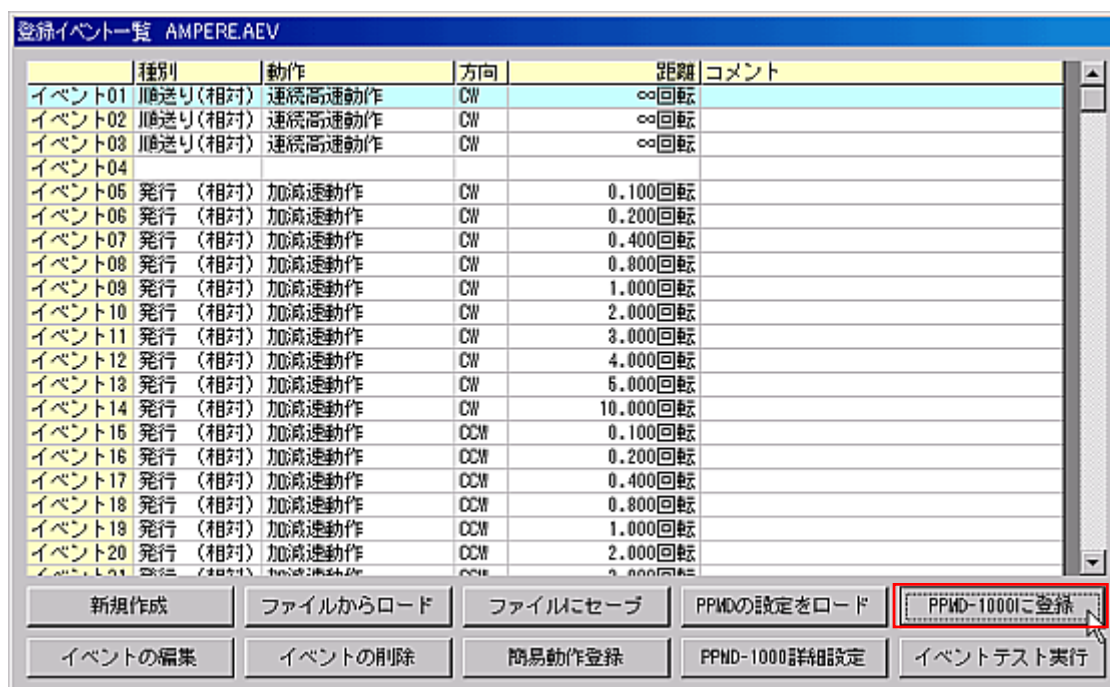 登録イベント一覧 AMPERE.AEV
種別 動作 方向 距離 コメント
イベント01 順送り(相対) 連続高速動作 CW ∞回転
イベント02 順送り(相対) 連続高速動作 CW ∞回転
イベント03 順送り(相対) 連続高速動作 CW ∞回転
イベント04
イベント05 発行 (相対) 加減速動作 CW 0.100回転
イベント06 発行 (相対) 加減速動作 CW 0.200回転
イベント07 発行 (相対) 加減速動作 CW 0.400回転
イベント08 発行 (相対) 加減速動作 CW 0.800回転
イベント09 発行 (相対) 加減速動作 CW 1.000回転
イベント10 発行 (相対) 加減速動作 CW 2.000回転
イベント11 発行 (相対) 加減速動作 CW 3.000回転
イベント12 発行 (相対) 加減速動作 CW 4.000回転
イベント13 発行 (相対) 加減速動作 CW 5.000回転
イベント14 発行 (相対) 加減速動作 CW 10.000回転
イベント15 発行 (相対) 加減速動作 CCW 0.100回転
イベント16 発行 (相対) 加減速動作 CCW 0.200回転
イベント17 発行 (相対) 加減速動作 CCW 0.400回転
イベント18 発行 (相対) 加減速動作 CCW 0.800回転
イベント19 発行 (相対) 加減速動作 CCW 1.000回転
イベント20 発行 (相対) 加減速動作 CCW 2.000回転
新規作成 ファイルからロード ファイルにセーブ PPMDの設定をロード PPMD-1000に登録
イベントの編集 イベントの削除 簡易動作登録 PPMD-1000詳細設定 イベントテスト実行